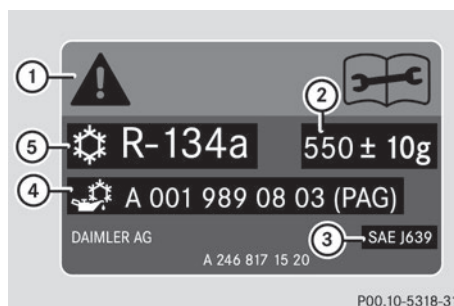 1
2
5 R-134a 550 ± 10g
4 A 001 989 08 03 (PAG)
DAIMLER AG 3 SAE J639
A 246 817 15 20
P00.10-5318-31